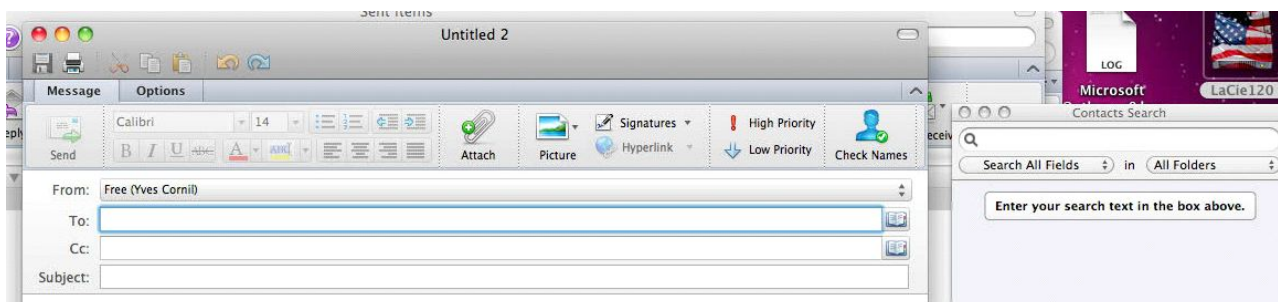 Sent Items
Untitled 2
Message Options
Calibri 14
B I U ABC A ABC
Send
Attach
Picture
Signatures
Hyperlink
High Priority
Low Priority
Check Names
From: Free (Yves Cornil)
To:
Cc:
Subject:
LOG
Microsoft
LaCie120
Contacts Search
Search All Fields in All Folders
Enter your search text in the box above.